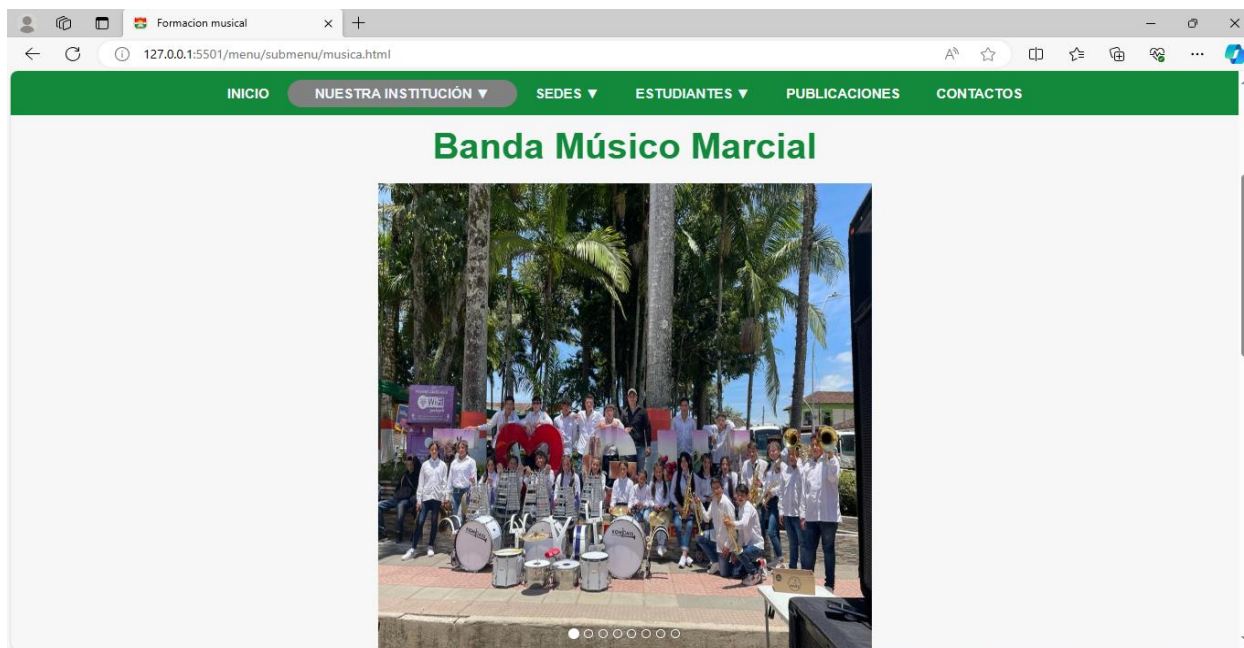 Formacion musical
127.0.0.1:5501/menu/submenu/musica.html
INICIO NUESTRA INSTITUCIÓN ▼ SEDES ▼ ESTUDIANTES ▼ PUBLICACIONES CONTACTOS
Banda Músico Marcial